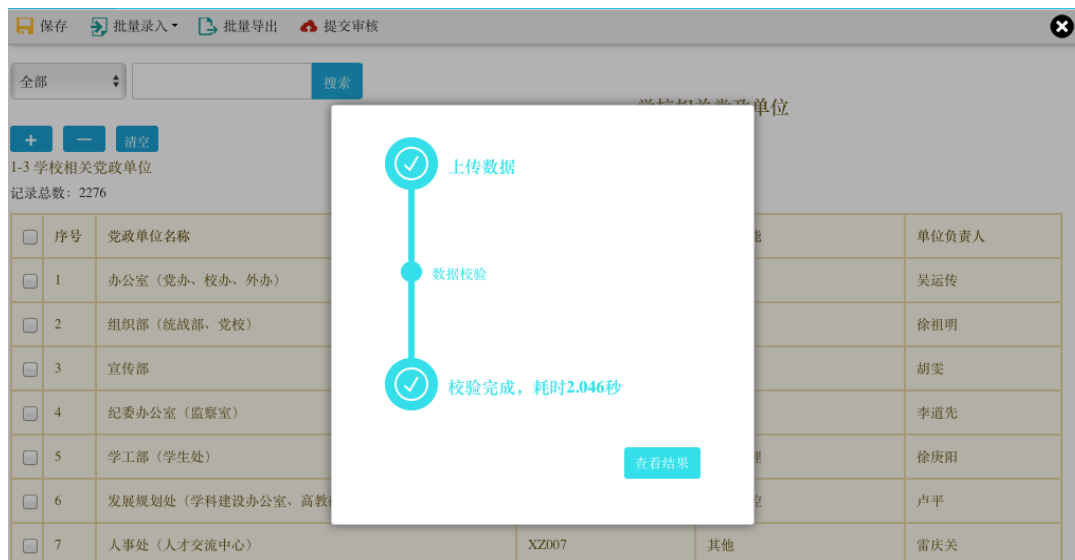 保存 批量录入 批量导出 提交审核
全部 搜索
学校相关党政单位
清空
1-3 学校相关党政单位
记录总数: 2276
上传数据
数据校验
校验完成，耗时2.046秒
查看结果
序号 党政单位名称 能 单位负责人
1 办公室（党办、校办、外办） 吴运传
2 组织部（统战部、党校） 徐祖明
3 宣传部 胡雯
4 纪委办公室（监察室） 李道先
5 学工部（学生处） 徐庚阳
6 发展规划处（学科建设办公室、高教 卢平
7 人事处（人才交流中心） XZ007 其他 雷庆关